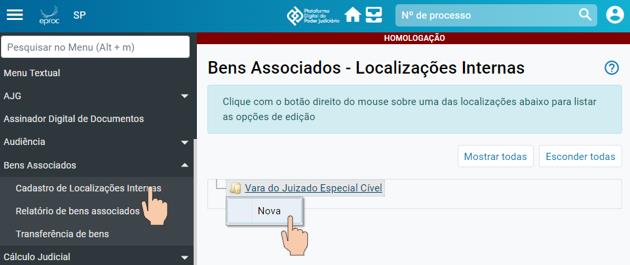 eproc
SP
Plataforma
Digital do
Poder Judiciário
Nº de processo
HOMOLOGAÇÃO
Pesquisar no Menu (Alt + m)
Menu Textual
AJG
Assinador Digital de Documentos
Audiência
Bens Associados
Cadastro de Localizações Internas
Relatório de bens associados
Transferência de bens
Cálculo Judicial
Bens Associados - Localizações Internas
Clique com o botão direito do mouse sobre uma das localizações abaixo para listar
as opções de edição
Mostrar todas
Esconder todas
Vara do Juizado Especial Cível
Nova